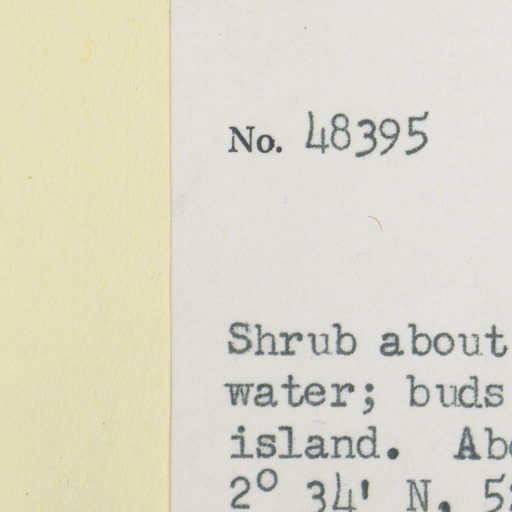 No. 48395
Shrub about
water; buds
island.
2° 34' N,